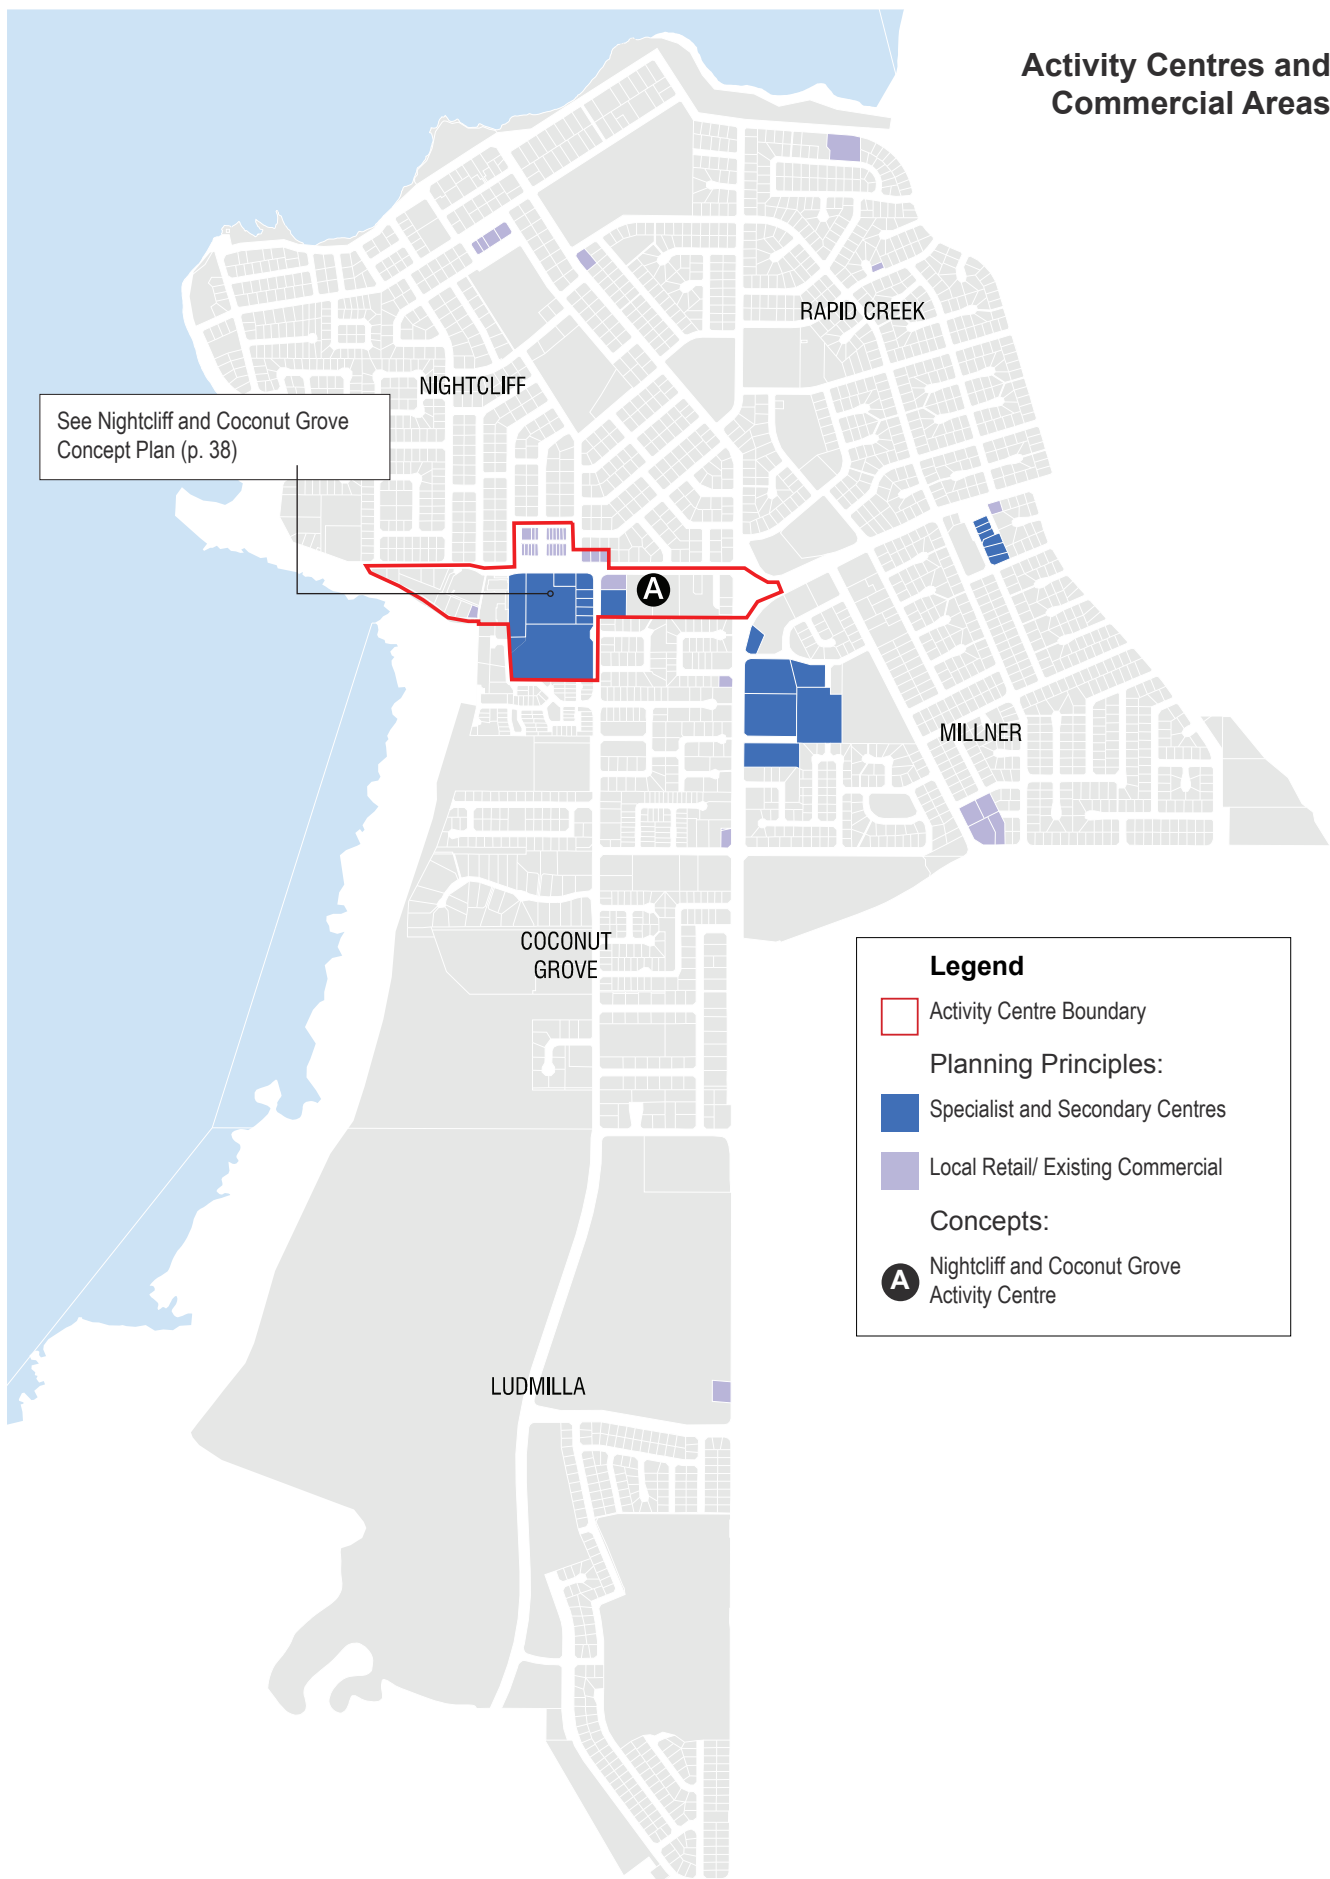 Activity Centres and
Commercial Areas
RAPID CREEK
NIGHTCLIFF
See Nightcliff and Coconut Grove
Concept Plan (p. 38)
A
MILLNER
COCONUT
GROVE
Legend
Activity Centre Boundary
Planning Principles:
Specialist and Secondary Centres
Local Retail/ Existing Commercial
Concepts:
A
Nightcliff and Coconut Grove
Activity Centre
LUDMILLA